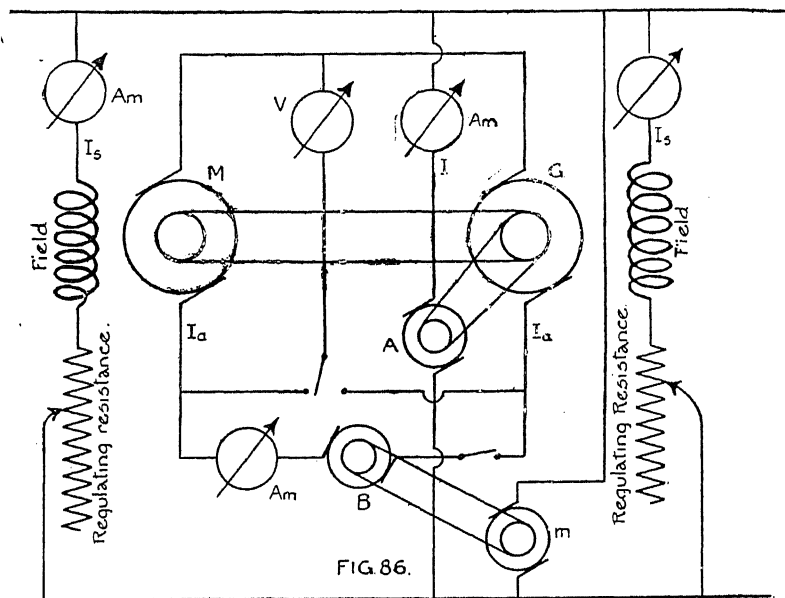 Am
Is
Field
Regulating resistance.
M
Ia
V
I
Am
G
A
Ia
Am
B
m
Is
Field
Regulating Resistance.
FIG. 86.